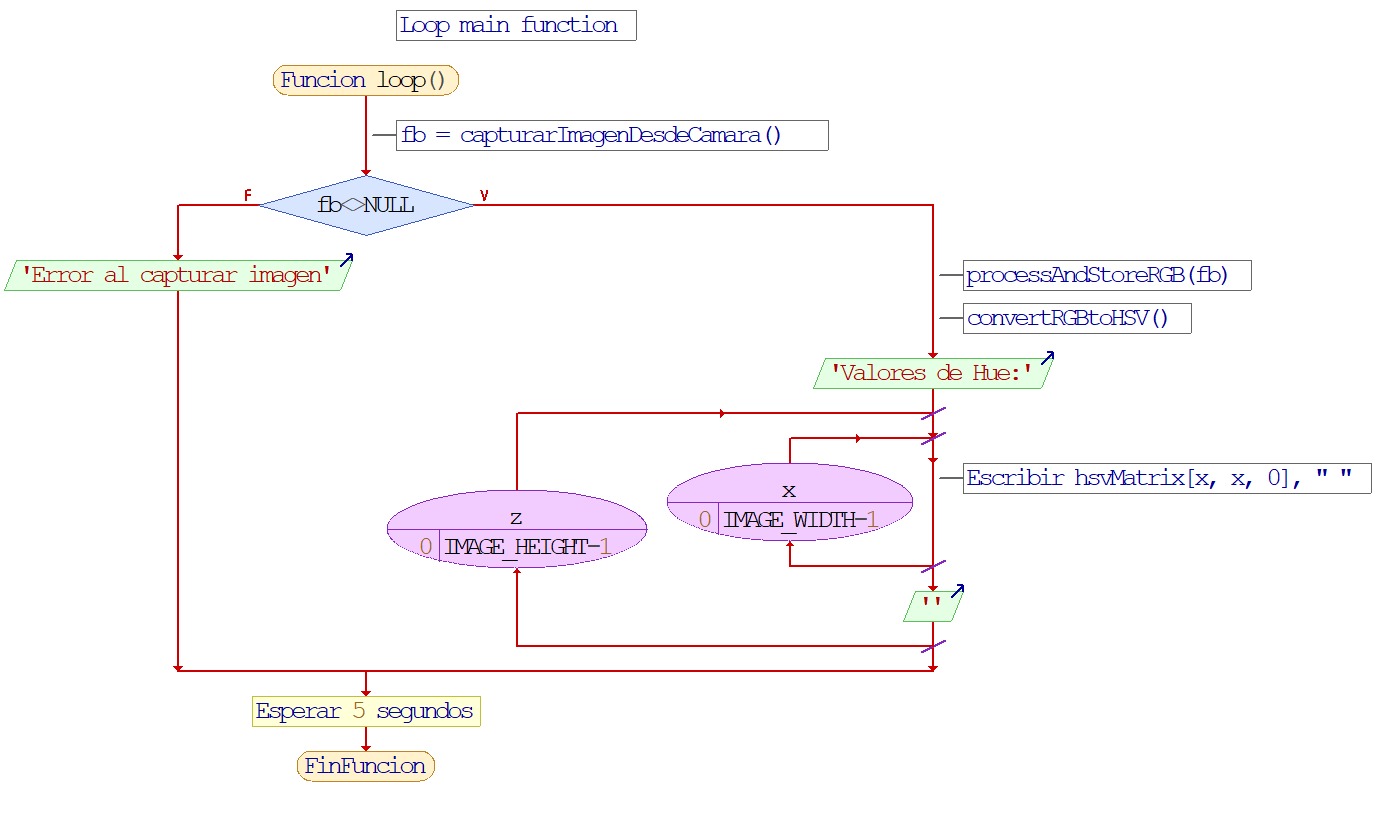 Loop main function
Funcion loop()
fb = capturarImagenDesdeCamara()
F
V
fb<>NULL
'Error al capturar imagen'
processAndStoreRGB(fb)
convertRGBtoHSV()
'Valores de Hue:'
Escribir hsvMatrix[x, x, 0], " "
x
0 IMAGE_WIDTH-1
z
0 IMAGE_HEIGHT-1
''
Esperar 5 segundos
FinFuncion